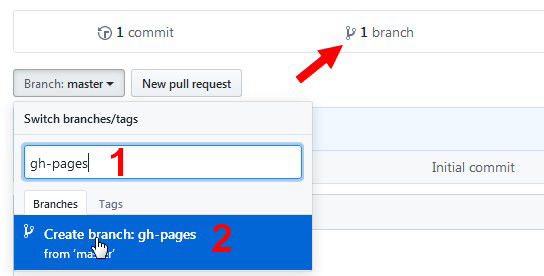 1 commit
1 branch
Branch: master
New pull request
Switch branches/tags
gh-pages
1
Initial commit
Branches
Tags
Create branch: gh-pages
2
from 'master'